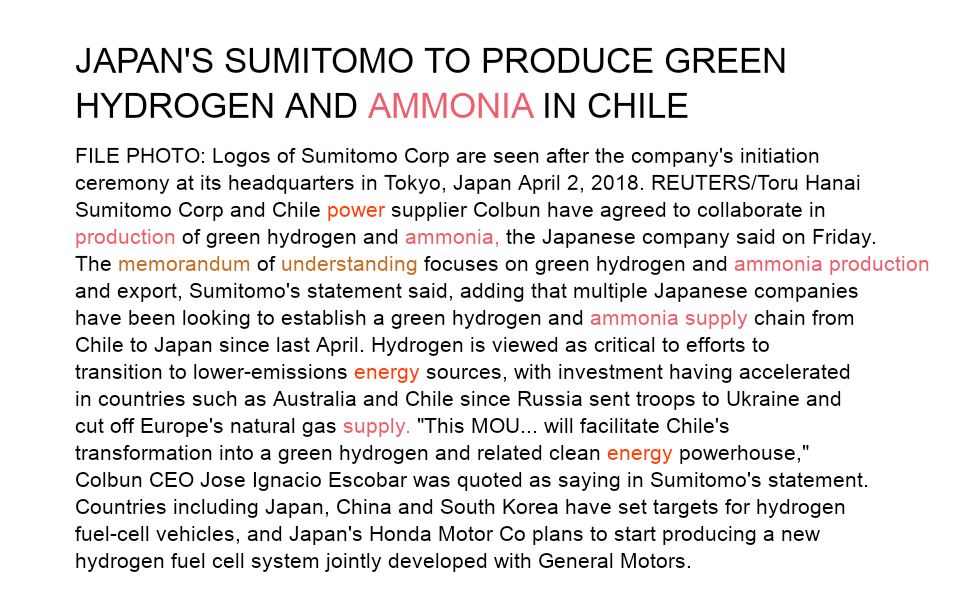 JAPAN'S SUMITOMO TO PRODUCE GREEN
HYDROGEN AND AMMONIA IN CHILE
FILE PHOTO: Logos of Sumitomo Corp are seen after the company's initiation
ceremony at its headquarters in Tokyo, Japan April 2, 2018. REUTERS/Toru Hanai
Sumitomo Corp and Chile power supplier Colbun have agreed to collaborate in
production of green hydrogen and ammonia, the Japanese company said on Friday.
The memorandum of understanding focuses on green hydrogen and ammonia production
and export, Sumitomo's statement said, adding that multiple Japanese companies
have been looking to establish a green hydrogen and ammonia supply chain from
Chile to Japan since last April. Hydrogen is viewed as critical to efforts to
transition to lower-emissions energy sources, with investment having accelerated
in countries such as Australia and Chile since Russia sent troops to Ukraine and
cut off Europe's natural gas supply. "This MOU... will facilitate Chile's
transformation into a green hydrogen and related clean energy powerhouse,"
Colbun CEO Jose Ignacio Escobar was quoted as saying in Sumitomo's statement.
Countries including Japan, China and South Korea have set targets for hydrogen
fuel-cell vehicles, and Japan's Honda Motor Co plans to start producing a new
hydrogen fuel cell system jointly developed with General Motors.